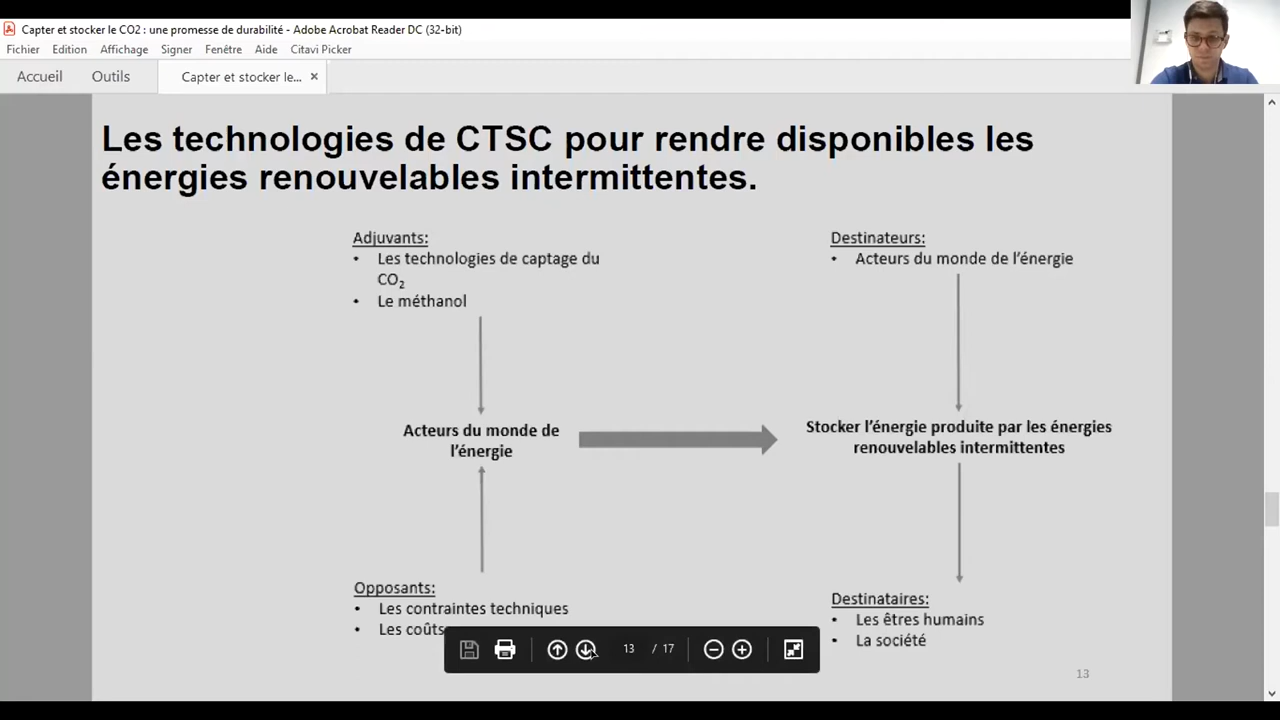 Capter et stocker le CO2 : une promesse de durabilité - Adobe Acrobat Reader DC (32-bit)
Fichier Edition Affichage Signer Fenêtre Aide Citavi Picker
Accueil Outils Capter et stocker le... ×
Les technologies de CTSC pour rendre disponibles les
énergies renouvelables intermittentes.
Adjuvants:
• Les technologies de captage du
CO₂
• Le méthanol
Destinateurs:
• Acteurs du monde de l’énergie
Acteurs du monde de
l’énergie
Stocker l’énergie produite par les énergies
renouvelables intermittentes
Opposants:
• Les contraintes techniques
• Les coûts
Destinataires:
• Les êtres humains
• La société
13 / 17
13